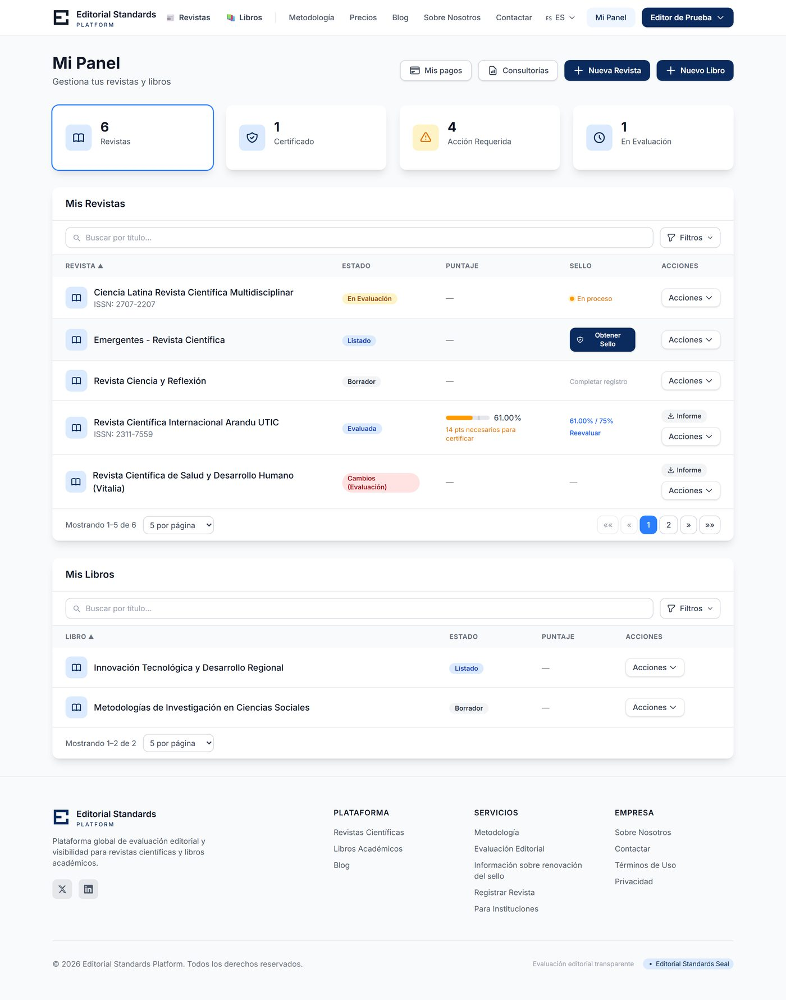 Editorial Standards
PLATFORM
Revistas
Libros
Metodología
Precios
Blog
Sobre Nosotros
Contactar
ES ES
Mi Panel
Editor de Prueba
Mi Panel
Gestiona tus revistas y libros
Mis pagos
Consultorías
Nueva Revista
Nuevo Libro
6
Revistas
1
Certificado
4
Acción Requerida
1
En Evaluación
Mis Revistas
Buscar por título...
Filtros
REVISTA ▲ ESTADO PUNTAJE SELLO ACCIONES
Ciencia Latina Revista Científica Multidisciplinar
ISSN: 2707-2207
En Evaluación
—
En proceso
Acciones
Emergentes - Revista Científica
Listado
—
Obtener
Sello
Acciones
Revista Ciencia y Reflexión
Borrador
—
Completar registro
Acciones
Revista Científica Internacional Arandu UTIC
ISSN: 2311-7559
Evaluada
61.00%
14 pts necesarios para
certificar
61.00% / 75%
Reevaluar
Informe
Acciones
Revista Científica de Salud y Desarrollo Humano
(Vitalia)
Cambios
(Evaluación)
—
—
Informe
Acciones
Mostrando 1–5 de 6
5 por página
«« « 1 2 » »»
Mis Libros
Buscar por título...
Filtros
LIBRO ▲ ESTADO PUNTAJE ACCIONES
Innovación Tecnológica y Desarrollo Regional
Listado
—
Acciones
Metodologías de Investigación en Ciencias Sociales
Borrador
—
Acciones
Mostrando 1–2 de 2
5 por página
Editorial Standards
PLATFORM
Plataforma global de evaluación editorial y
visibilidad para revistas científicas y libros
académicos.
PLATAFORMA
Revistas Científicas
Libros Académicos
Blog
SERVICIOS
Metodología
Evaluación Editorial
Información sobre renovación
del sello
Registrar Revista
Para Instituciones
EMPRESA
Sobre Nosotros
Contactar
Términos de Uso
Privacidad
© 2026 Editorial Standards Platform. Todos los derechos reservados.
Evaluación editorial transparente
• Editorial Standards Seal